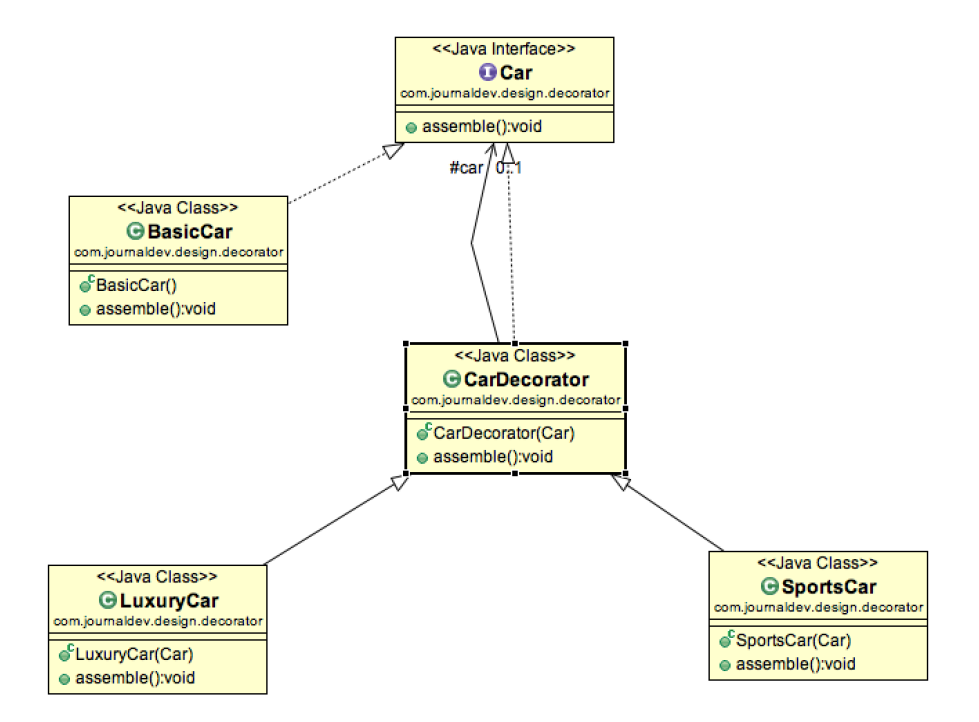 <<Java Interface>>
Car
com.journaldev.design.decorator
assemble():void
#car 0..1
<<Java Class>>
BasicCar
com.journaldev.design.decorator
BasicCar()
assemble():void
<<Java Class>>
CarDecorator
com.journaldev.design.decorator
CarDecorator(Car)
assemble():void
<<Java Class>>
LuxuryCar
com.journaldev.design.decorator
LuxuryCar(Car)
assemble():void
<<Java Class>>
SportsCar
com.journaldev.design.decorator
SportsCar(Car)
assemble():void